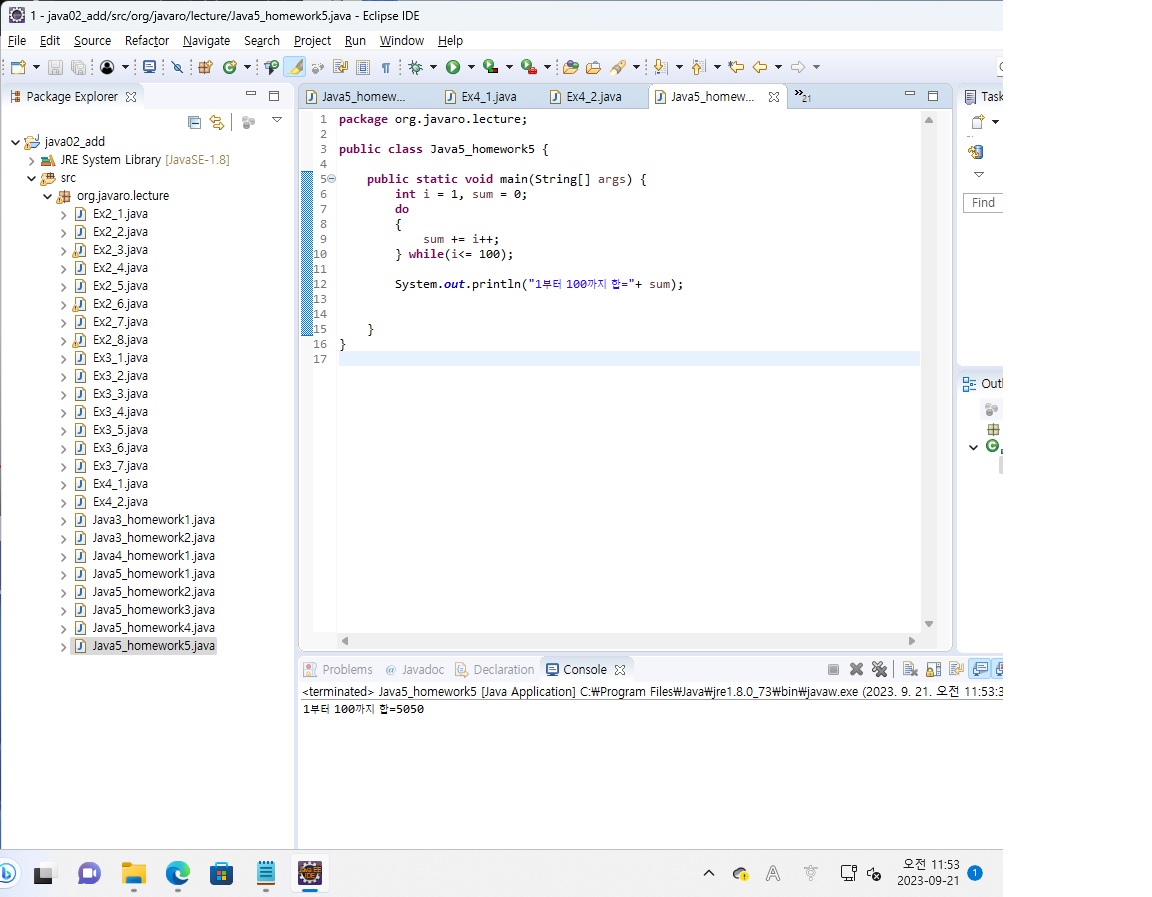 1 - java02_add/src/org/javaro/lecture/Java5_homework5.java - Eclipse IDE
File Edit Source Refactor Navigate Search Project Run Window Help
Package Explorer
Java5_homew... Ex4_1.java Ex4_2.java Java5_homew... 21
Task
java02_add
JRE System Library [JavaSE-1.8]
src
org.javaro.lecture
Ex2_1.java
Ex2_2.java
Ex2_3.java
Ex2_4.java
Ex2_5.java
Ex2_6.java
Ex2_7.java
Ex2_8.java
Ex3_1.java
Ex3_2.java
Ex3_3.java
Ex3_4.java
Ex3_5.java
Ex3_6.java
Ex3_7.java
Ex4_1.java
Ex4_2.java
Java3_homework1.java
Java3_homework2.java
Java4_homework1.java
Java5_homework1.java
Java5_homework2.java
Java5_homework3.java
Java5_homework4.java
Java5_homework5.java
1 package org.javaro.lecture;
2
3 public class Java5_homework5 {
4
5 public static void main(String[] args) {
6 int i = 1, sum = 0;
7 do
8 {
9 sum += i++;
10 } while(i<= 100);
11
12 System.out.println("1부터 100까지 합="+ sum);
13
14
15 }
16 }
17
Find
Outl
Problems @ Javadoc Declaration Console
<terminated> Java5_homework5 [Java Application] C:₩Program Files₩Java₩jre1.8.0_73₩bin₩javaw.exe (2023. 9. 21. 오전 11:53:3
1부터 100까지 합=5050
오전 11:53
2023-09-21
1